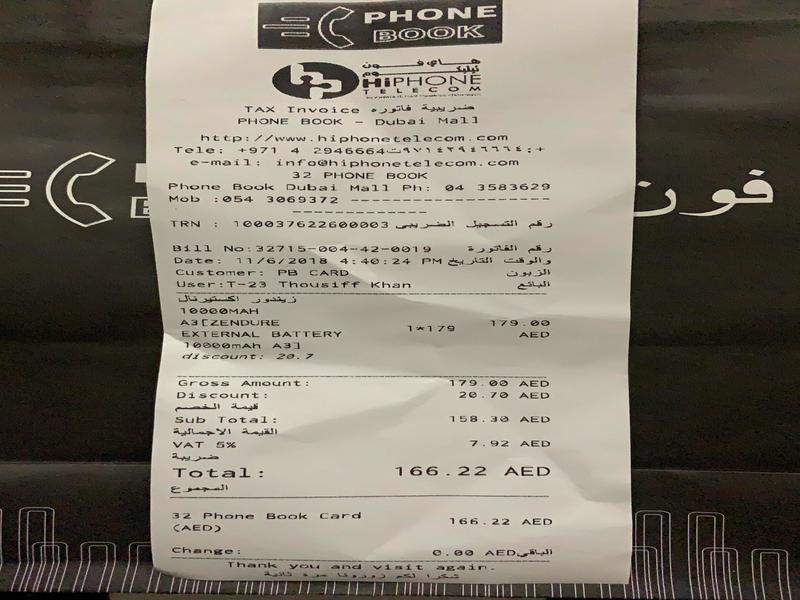 PHONE
BOOK
هاي فون
تيليكوم
HiPHONE
TELECOM
TAX Invoice ضريبية فاتوره
PHONE BOOK - Dubai Mall
http://www.hiphonetelecom.com
Tele: +971 4 2946664ت٩٧١٤٢٩٤٦٦٦٤:+
e-mail: info@hiphonetelecom.com
32 PHONE BOOK
Phone Book Dubai Mall Ph: 04 3583629
Mob :054 3069372 --------------------
--------------
TRN : 100037622600003 رقم التسجيل الضريبي
Bill No:32715-004-42-0019 رقم الفاتورة
Date: 11/6/2018 4:40:24 PM والوقت التاريخ
Customer: PB CARD الزبون
User:T-23 Thousiff Khan البائع
زيندور اكستيرنال
10000MAH
A3[ZENDURE 1*179 179.00
EXTERNAL BATTERY AED
10000mAh A3]
discount: 20.7
Gross Amount: 179.00 AED
Discount: 20.70 AED
قيمة الخصم
Sub Total: 158.30 AED
القيمة الاجمالية
VAT 5% 7.92 AED
ضريبة
Total: 166.22 AED
المجموع
32 Phone Book Card 166.22 AED
(AED)
Change: 0.00 AEDالباقي
Thank you and visit again.
شكرا لكم زورونا مرة ثانية
فون